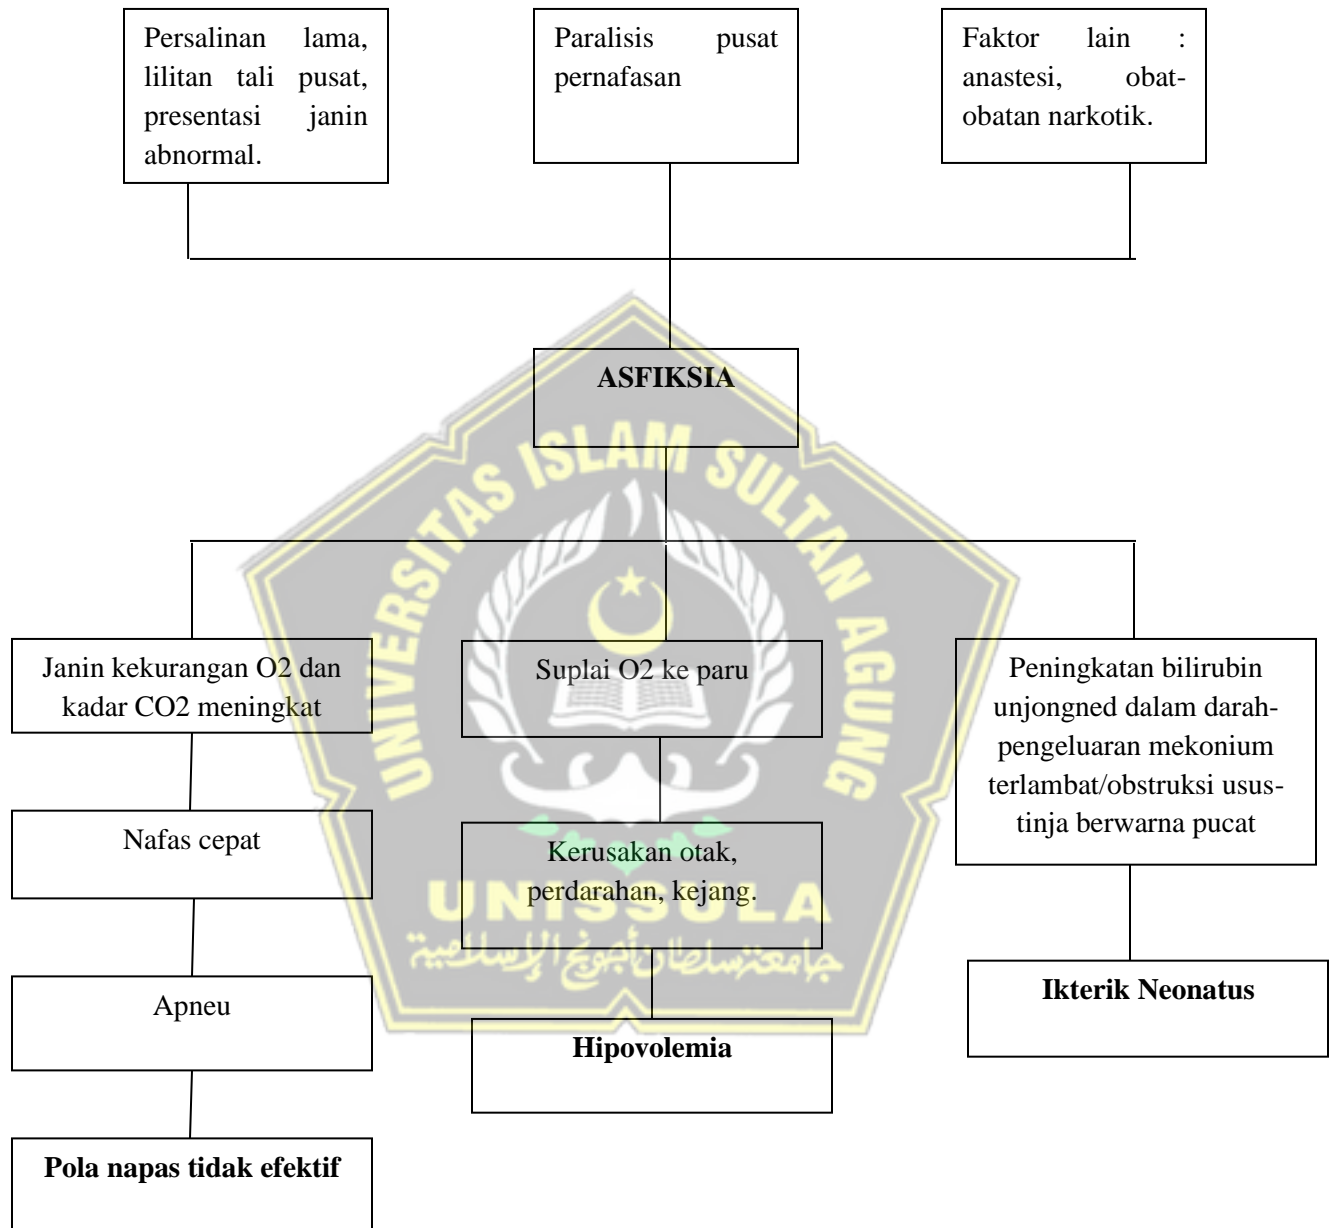 Persalinan lama,
lilitan tali pusat,
presentasi janin
abnormal.
Paralisis pusat
pernafasan
Faktor lain :
anastesi, obat-
obatan narkotik.
ASFIKSIA
UNIVERSITAS ISLAM SULTAN AGUNG
Janin kekurangan O2 dan
kadar CO2 meningkat
Suplai O2 ke paru
Peningkatan bilirubin
unjongned dalam darah-
pengeluaran mekonium
terlambat/obstruksi usus-
tinja berwarna pucat
Nafas cepat
Kerusakan otak,
perdarahan, kejang.
UNISSULA
جامعة سلطان أجونج الإسلامية
Apneu
Hipovolemia
Ikterik Neonatus
Pola napas tidak efektif